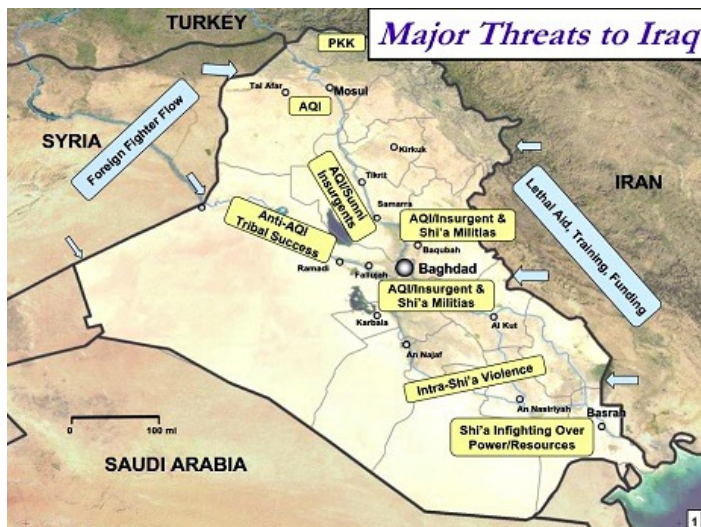 Major Threats to Iraq
TURKEY
PKK
Tal Afar
Mosul
AQI
SYRIA
Foreign Fighter Flow
Kirkuk
IRAN
Tikrit
AQI/Sunni
Insurgents
Samarra
Lethal Aid, Training, Funding
Anti-AQI
Tribal Success
AQI/Insurgent &
Shi'a Militias
Baqubah
Ramadi
Fallujah
Baghdad
AQI/Insurgent &
Shi'a Militias
Karbala
Al Kut
An Najaf
Intra-Shi'a Violence
An Nasiriyah
Basrah
0
100 mi
Shi'a Infighting Over
Power/Resources
SAUDI ARABIA
1